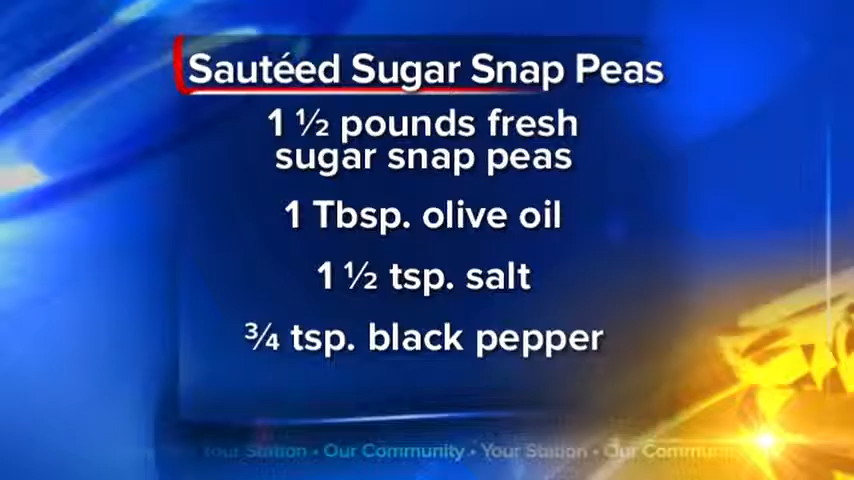 Sautéed Sugar Snap Peas
1 ½ pounds fresh
sugar snap peas
1 Tbsp. olive oil
1 ½ tsp. salt
¾ tsp. black pepper
Your Station • Our Community • Your Station • Our Commun